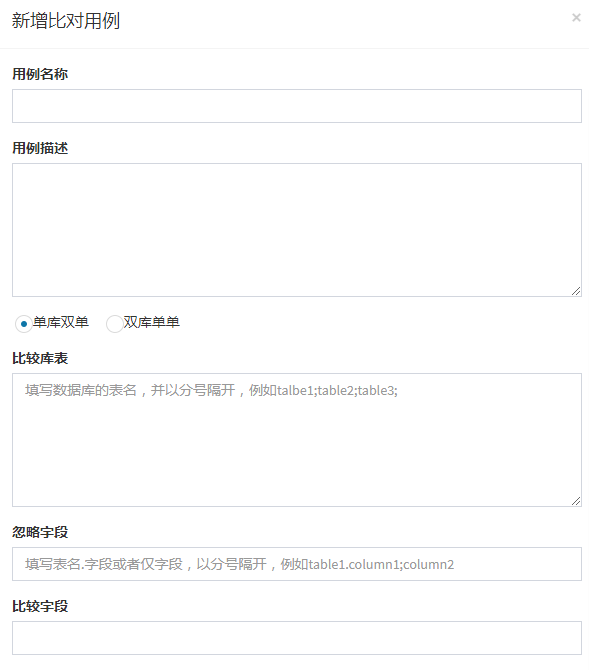 新增比对用例
×
用例名称
用例描述
单库双单 双库单单
比较库表
填写数据库的表名，并以分号隔开，例如talbe1;table2;table3;
忽略字段
填写表名.字段或者仅字段，以分号隔开，例如table1.column1;column2
比较字段